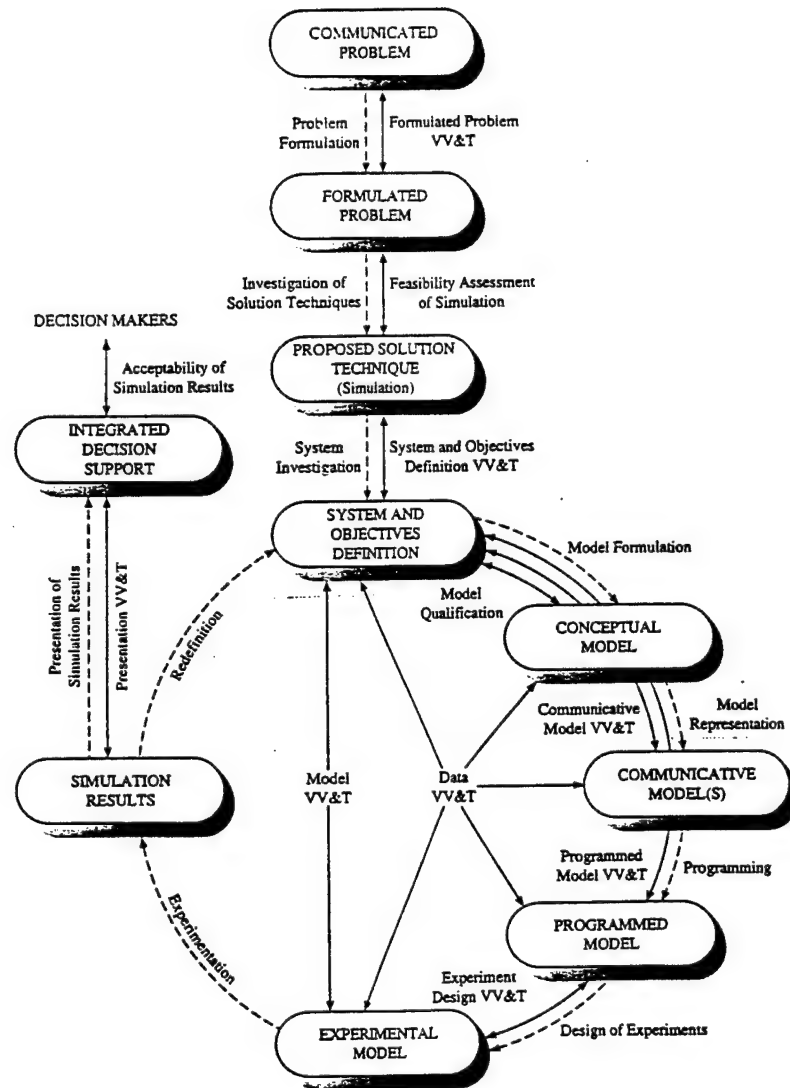 COMMUNICATED
PROBLEM
Problem
Formulation
Formulated Problem
VV&T
FORMULATED
PROBLEM
Investigation of
Solution Techniques
Feasibility Assessment
of Simulation
DECISION MAKERS
PROPOSED SOLUTION
TECHNIQUE
(Simulation)
Acceptability of
Simulation Results
INTEGRATED
DECISION
SUPPORT
System
Investigation
System and Objectives
Definition VV&T
SYSTEM AND
OBJECTIVES
DEFINITION
Model Formulation
Model
Qualification
Presentation of
Simulation Results
Presentation VV&T
Redefinition
CONCEPTUAL
MODEL
Communicative
Model VV&T
Model
Representation
SIMULATION
RESULTS
Model
VV&T
Data
VV&T
COMMUNICATIVE
MODEL(S)
Programmed
Model VV&T
Programming
Experimentation
PROGRAMMED
MODEL
Experiment
Design VV&T
EXPERIMENTAL
MODEL
Design of Experiments